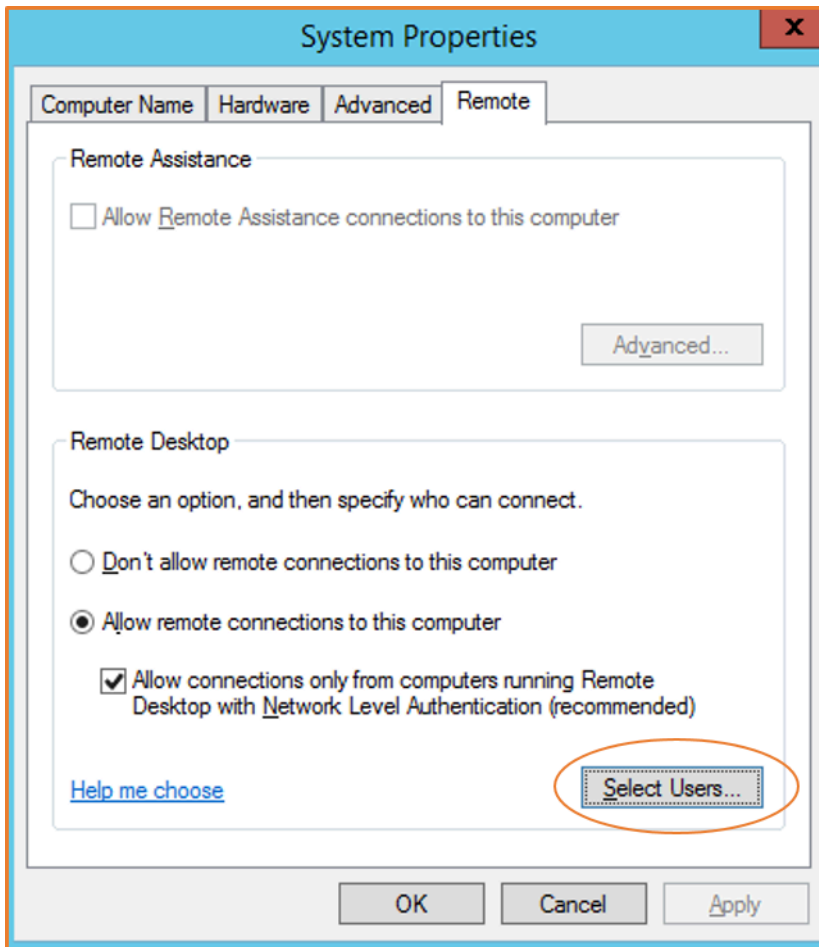 System Properties
x
Computer Name
Hardware
Advanced
Remote
Remote Assistance
Allow Remote Assistance connections to this computer
Advanced...
Remote Desktop
Choose an option, and then specify who can connect.
Don't allow remote connections to this computer
Allow remote connections to this computer
Allow connections only from computers running Remote
Desktop with Network Level Authentication (recommended)
Help me choose
Select Users...
OK
Cancel
Apply